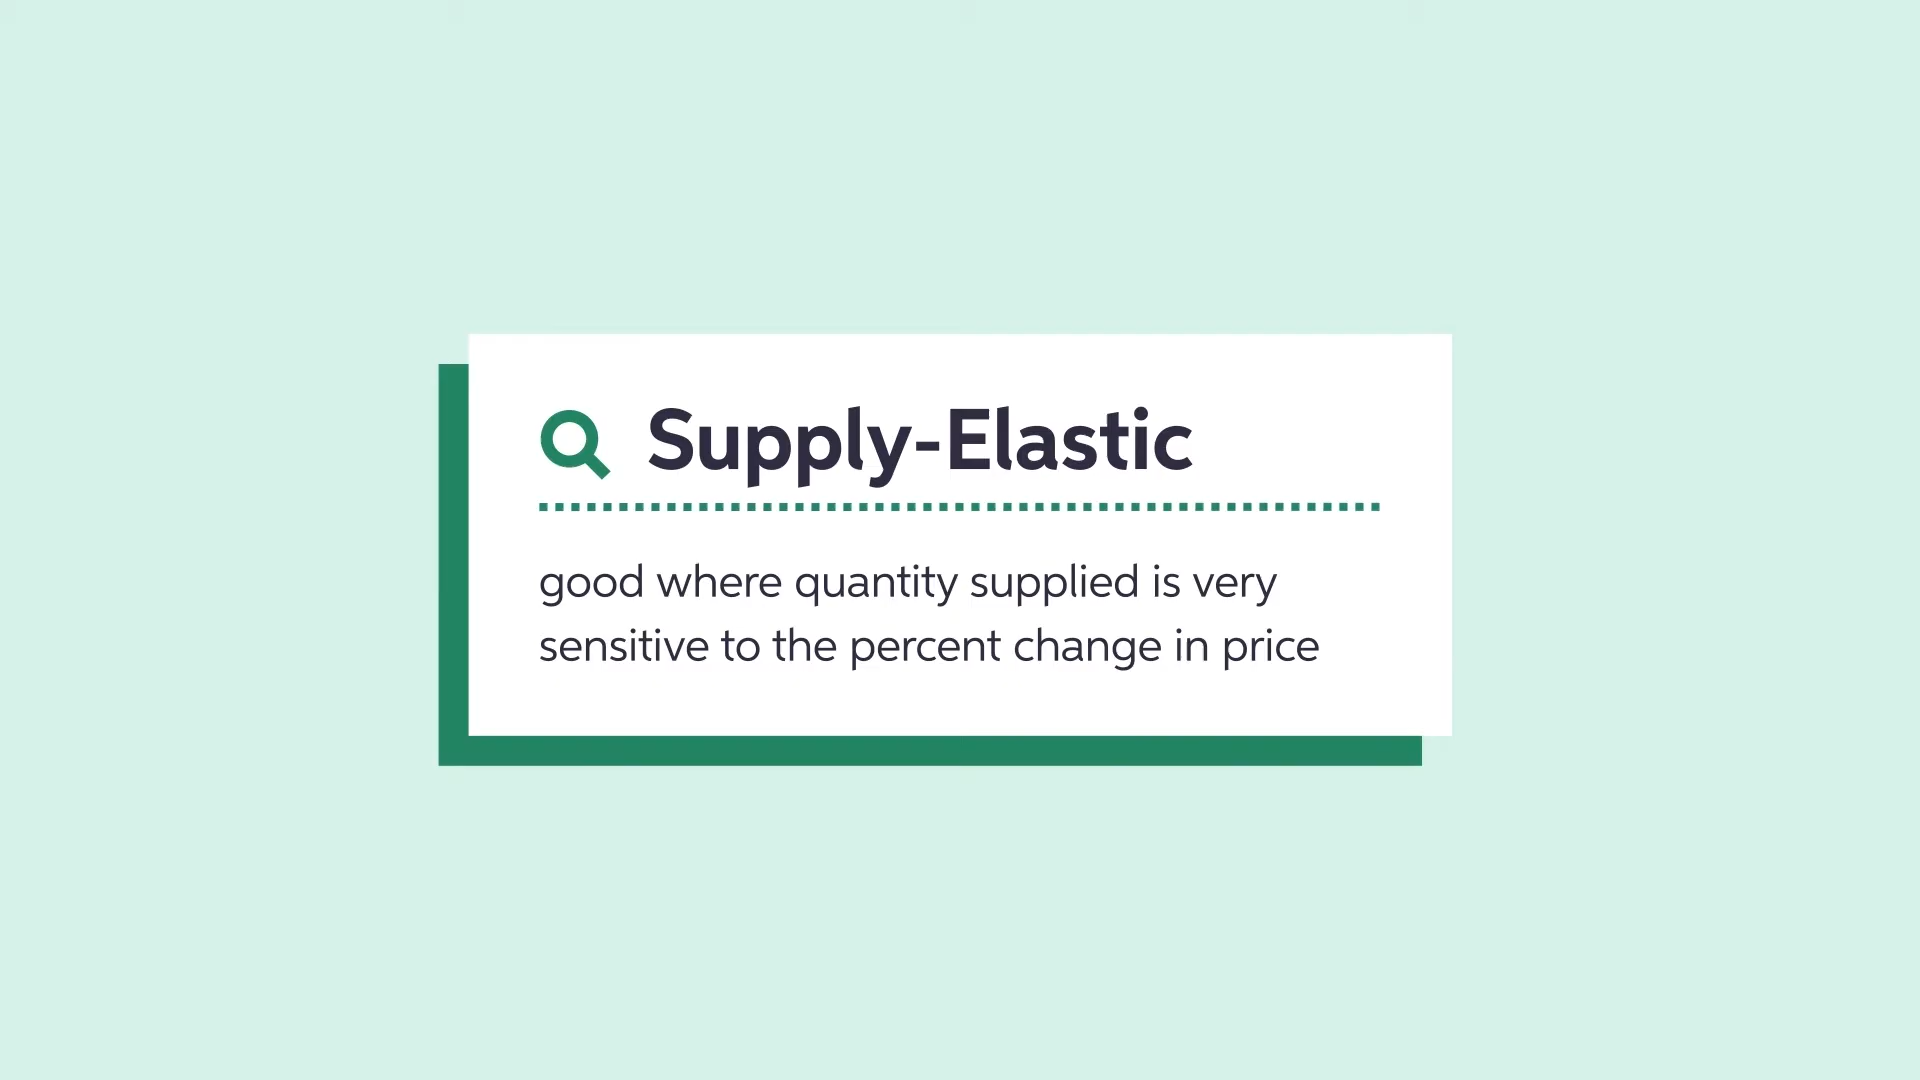 Supply-Elastic
good where quantity supplied is very
sensitive to the percent change in price